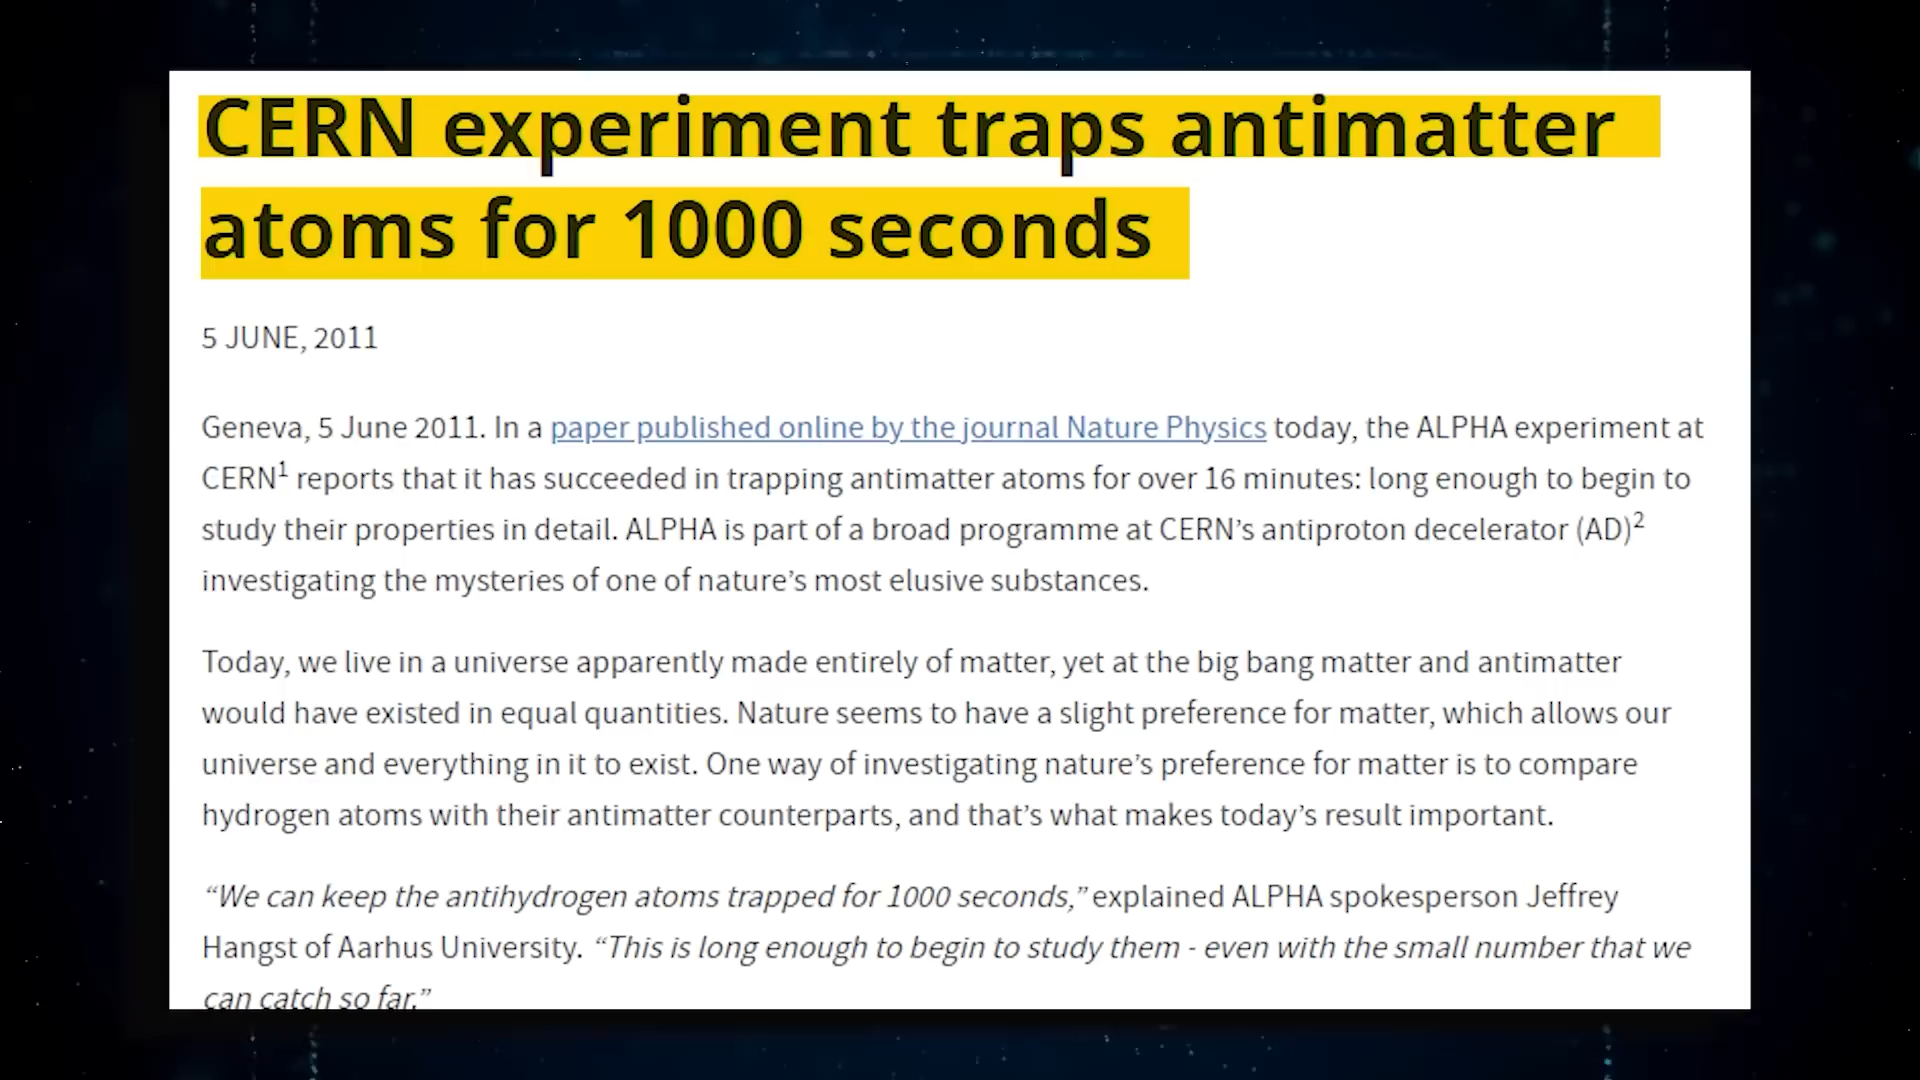 CERN experiment traps antimatter
atoms for 1000 seconds
5 JUNE, 2011
Geneva, 5 June 2011. In a paper published online by the journal Nature Physics today, the ALPHA experiment at
CERN¹ reports that it has succeeded in trapping antimatter atoms for over 16 minutes: long enough to begin to
study their properties in detail. ALPHA is part of a broad programme at CERN’s antiproton decelerator (AD)²
investigating the mysteries of one of nature’s most elusive substances.
Today, we live in a universe apparently made entirely of matter, yet at the big bang matter and antimatter
would have existed in equal quantities. Nature seems to have a slight preference for matter, which allows our
universe and everything in it to exist. One way of investigating nature’s preference for matter is to compare
hydrogen atoms with their antimatter counterparts, and that’s what makes today’s result important.
“We can keep the antihydrogen atoms trapped for 1000 seconds,” explained ALPHA spokesperson Jeffrey
Hangst of Aarhus University. “This is long enough to begin to study them - even with the small number that we
can catch so far.”